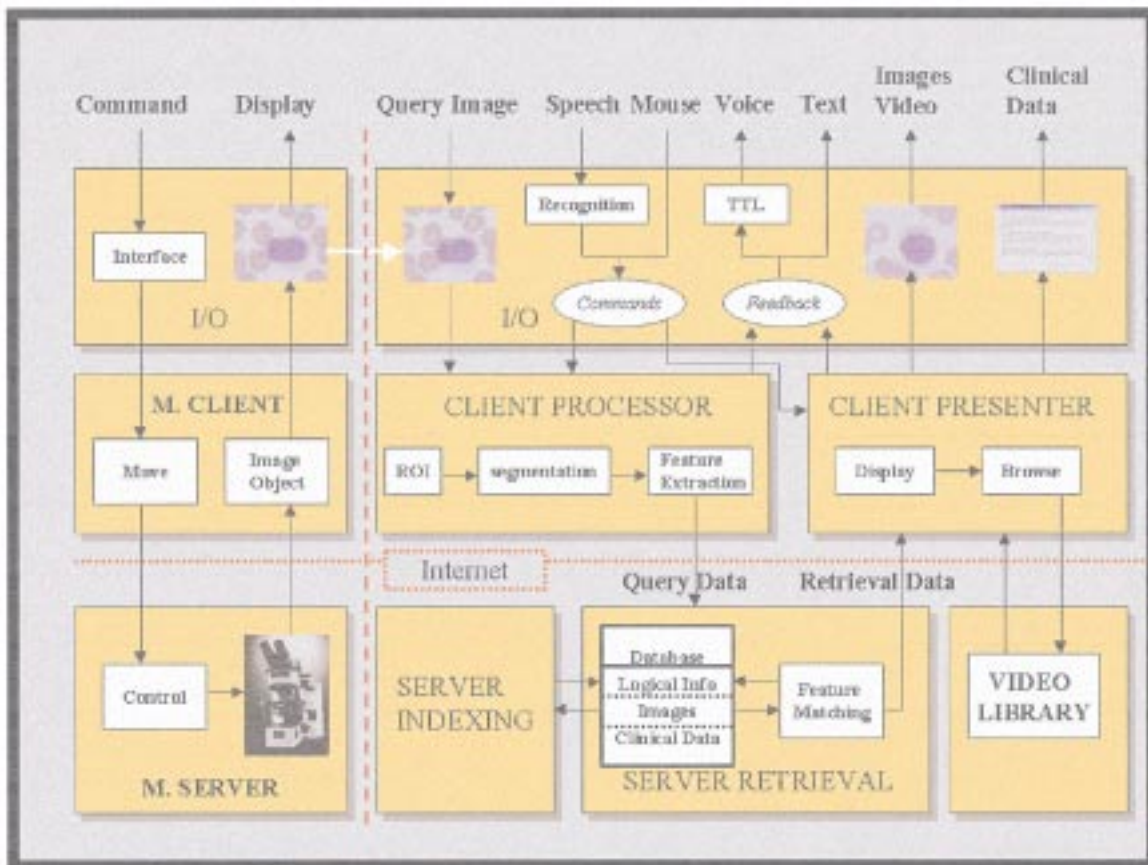 Command
Display
Query Image
Speech
Mouse
Voice
Text
Images
Video
Clinical
Data
Interface
I/O
Recognition
TTL
Commands
Readback
I/O
M. CLIENT
Move
Image
Object
CLIENT PROCESSOR
ROI
segmentation
Feature
Extraction
CLIENT PRESENTER
Display
Browse
Internet
Query Data
Retrieval Data
Control
M. SERVER
SERVER
INDEXING
Database
Logical Info
Images
Clinical Data
Feature
Matching
SERVER RETRIEVAL
VIDEO
LIBRARY